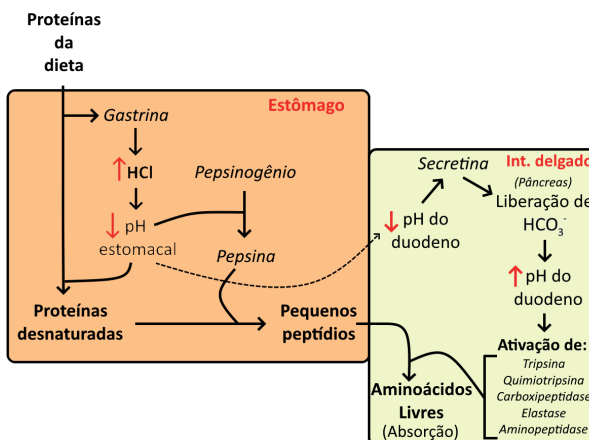 Proteínas
da
dieta
Estômago
Gastrina
HCl
pH
estomacal
Pepsinogênio
Pepsina
Proteínas
desnaturadas
Pequenos
peptídios
Int. delgado
Secretina
(Pâncreas)
Liberação de
HCO₃⁻
pH do
duodeno
pH do
duodeno
Ativação de:
Tripsina
Quimiotripsina
Carboxipeptidase
Elastase
Aminopeptidase
Aminoácidos
Livres
(Absorção)